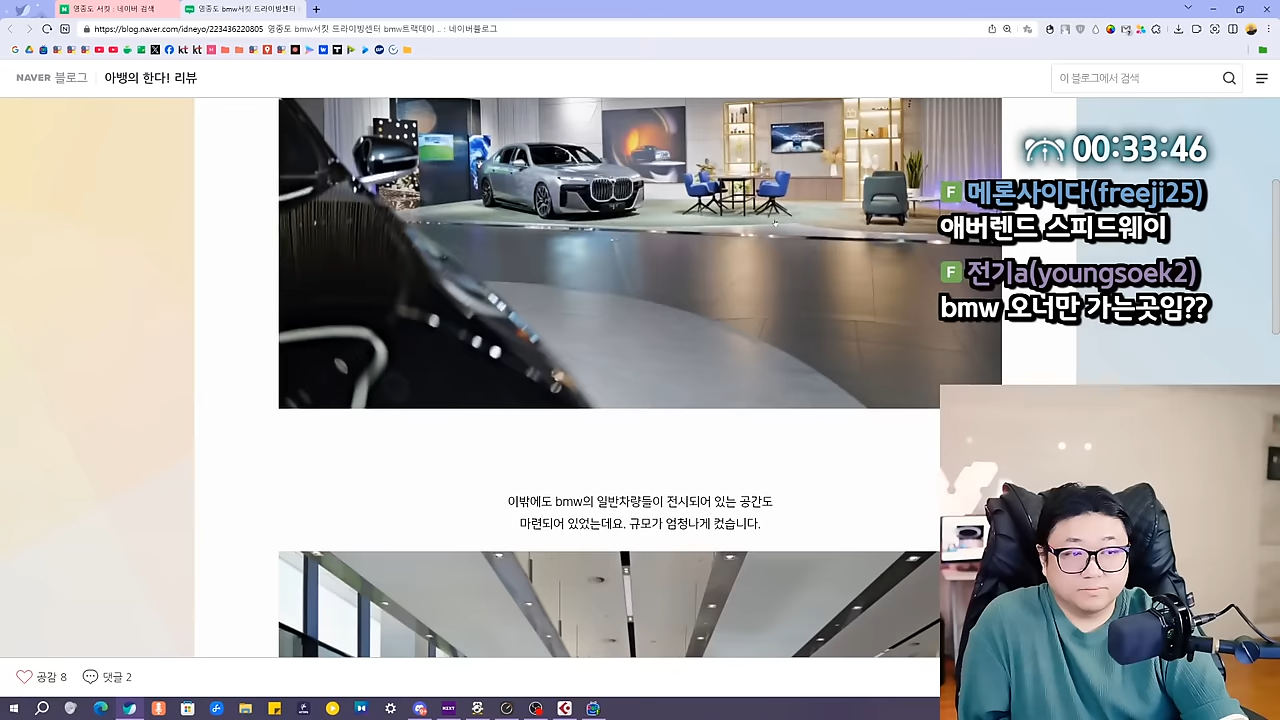 영종도 서킷 : 네이버 검색
영종도 bmw서킷 드라이빙센터
https://blog.naver.com/idneyo/223436220805 영종도 bmw서킷 드라이빙센터 bmw트랙데이 .. : 네이버블로그
NAVER 블로그 아뱅의 한다! 리뷰
이 블로그에서 검색
00:33:46
F 메론사이다(freeji25)
애버렌드 스피드웨이
F 전기a(youngsoek2)
bmw 오너만 가는곳임??
이밖에도 bmw의 일반차량들이 전시되어 있는 공간도
마련되어 있었는데요. 규모가 엄청나게 컸습니다.
공감 8 댓글 2
NEXT